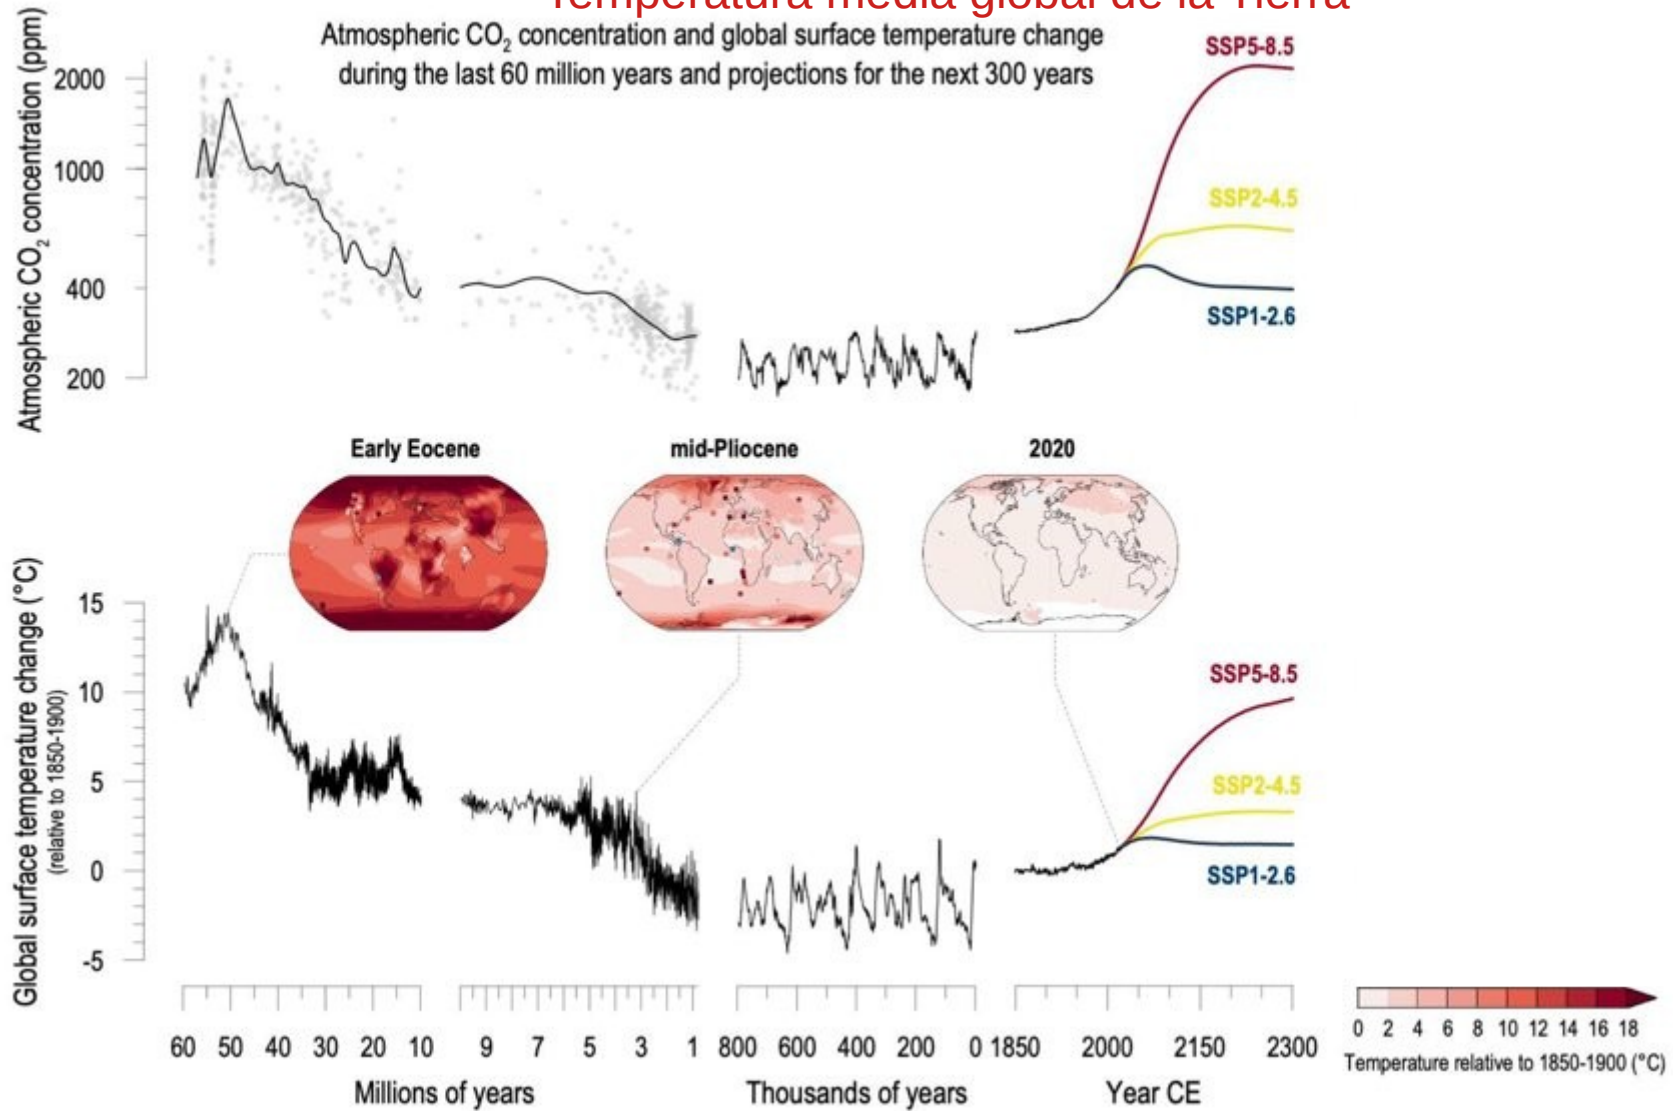 Temperatura media global de la Tierra
Atmospheric CO₂ concentration and global surface temperature change
during the last 60 million years and projections for the next 300 years
Atmospheric CO₂ concentration (ppm)
2000
1000
400
200
SSP5-8.5
SSP2-4.5
SSP1-2.6
Early Eocene
mid-Pliocene
2020
Global surface temperature change (°C)
(relative to 1850-1900)
15
10
5
0
-5
SSP5-8.5
SSP2-4.5
SSP1-2.6
60 50 40 30 20 10
9 7 5 3 1
800 600 400 200 0
1850 2000 2150 2300
Millions of years
Thousands of years
Year CE
0 2 4 6 8 10 12 14 16 18
Temperature relative to 1850-1900 (°C)